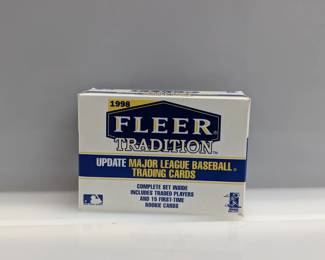 1998
FLEER®
TRADITION™
UPDATE MAJOR LEAGUE BASEBALL®
TRADING CARDS
COMPLETE SET INSIDE
INCLUDES TRADED PLAYERS
AND 15 FIRST-TIME
ROOKIE CARDS